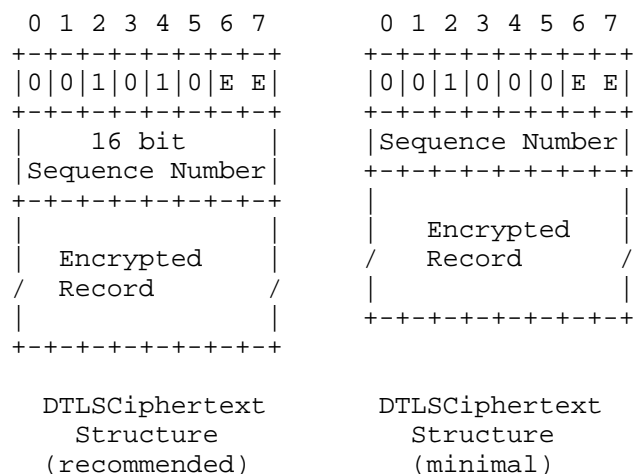 0 1 2 3 4 5 6 7        0 1 2 3 4 5 6 7
+-+-+-+-+-+-+-+-+      +-+-+-+-+-+-+-+-+
|0|0|1|0|1|0|E E|      |0|0|1|0|0|0|E E|
+-+-+-+-+-+-+-+-+      +-+-+-+-+-+-+-+-+
|    16 bit     |      |Sequence Number|
|Sequence Number|      +-+-+-+-+-+-+-+-+
+-+-+-+-+-+-+-+-+      |               |
|               |      |   Encrypted   |
|  Encrypted    |      /   Record      /
/  Record       /      |               |
|               |      +-+-+-+-+-+-+-+-+
+-+-+-+-+-+-+-+-+
  DTLSCiphertext         DTLSCiphertext
    Structure              Structure
  (recommended)            (minimal)